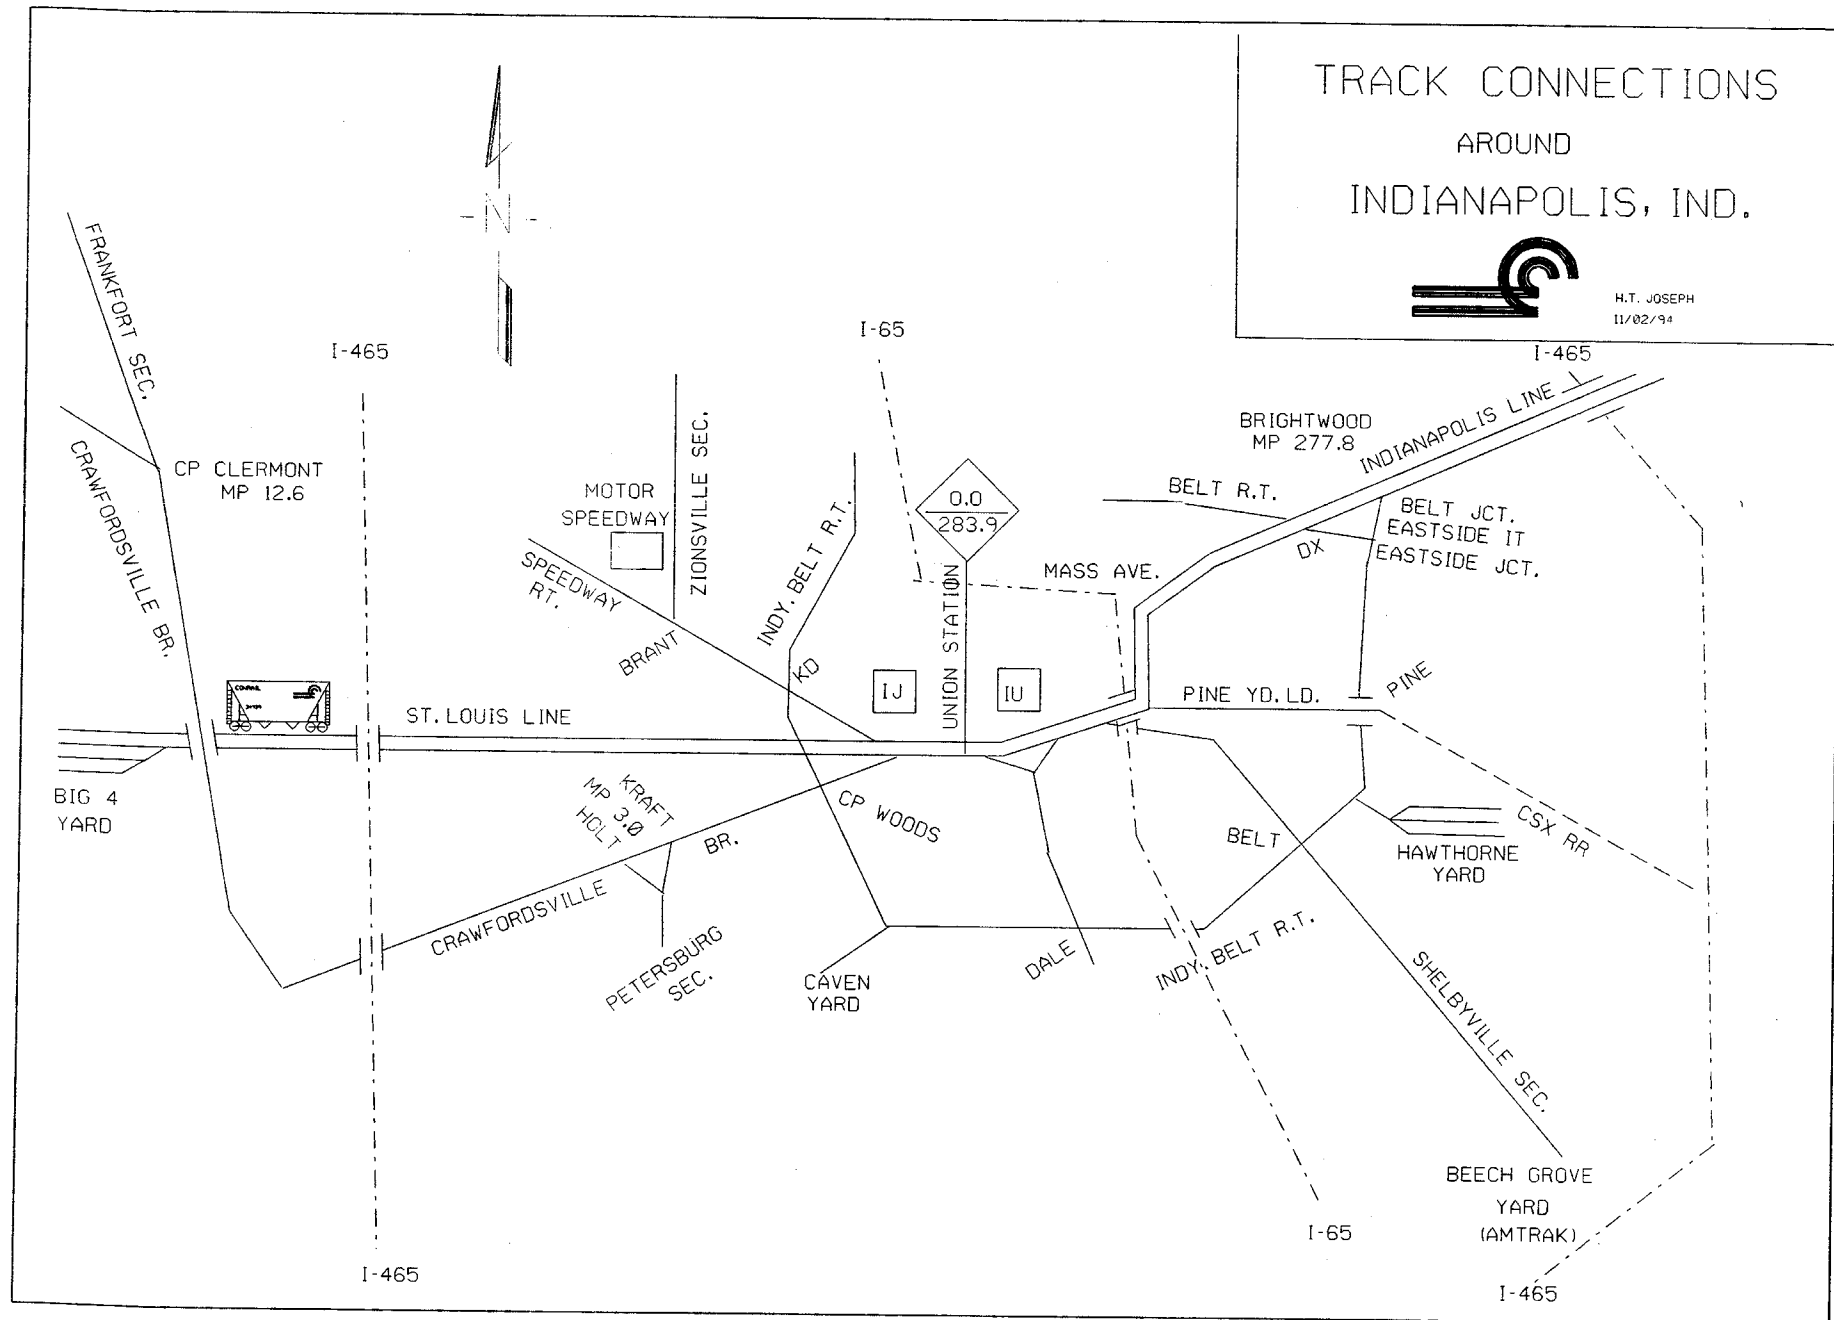 TRACK CONNECTIONS
AROUND
INDIANAPOLIS, IND.
H.T. JOSEPH
11/02/94
N
FRANKFORT SEC.
I-465
I-65
I-465
CRAWFORDSVILLE BR.
CP CLERMONT
MP 12.6
MOTOR
SPEEDWAY
ZIONSVILLE SEC.
SPEEDWAY
RT.
BRANT
INDY. BELT R.T.
KD
0.0
283.9
UNION STATION
MASS AVE.
BRIGHTWOOD
MP 277.8
INDIANAPOLIS LINE
BELT R.T.
DX
BELT JCT.
EASTSIDE IT
EASTSIDE JCT.
IJ
IU
PINE YD. LD.
PINE
CONRAIL
ST. LOUIS LINE
BIG 4
YARD
KRAFT
MP 3.0
HOLT
CRAWFORDSVILLE BR.
CP WOODS
PETERSBURG
SEC.
CAVEN
YARD
DALE
INDY. BELT R.T.
BELT
HAWTHORNE
YARD
CSX RR
SHELBYVILLE SEC.
BEECH GROVE
YARD
(AMTRAK)
I-65
I-465
I-465